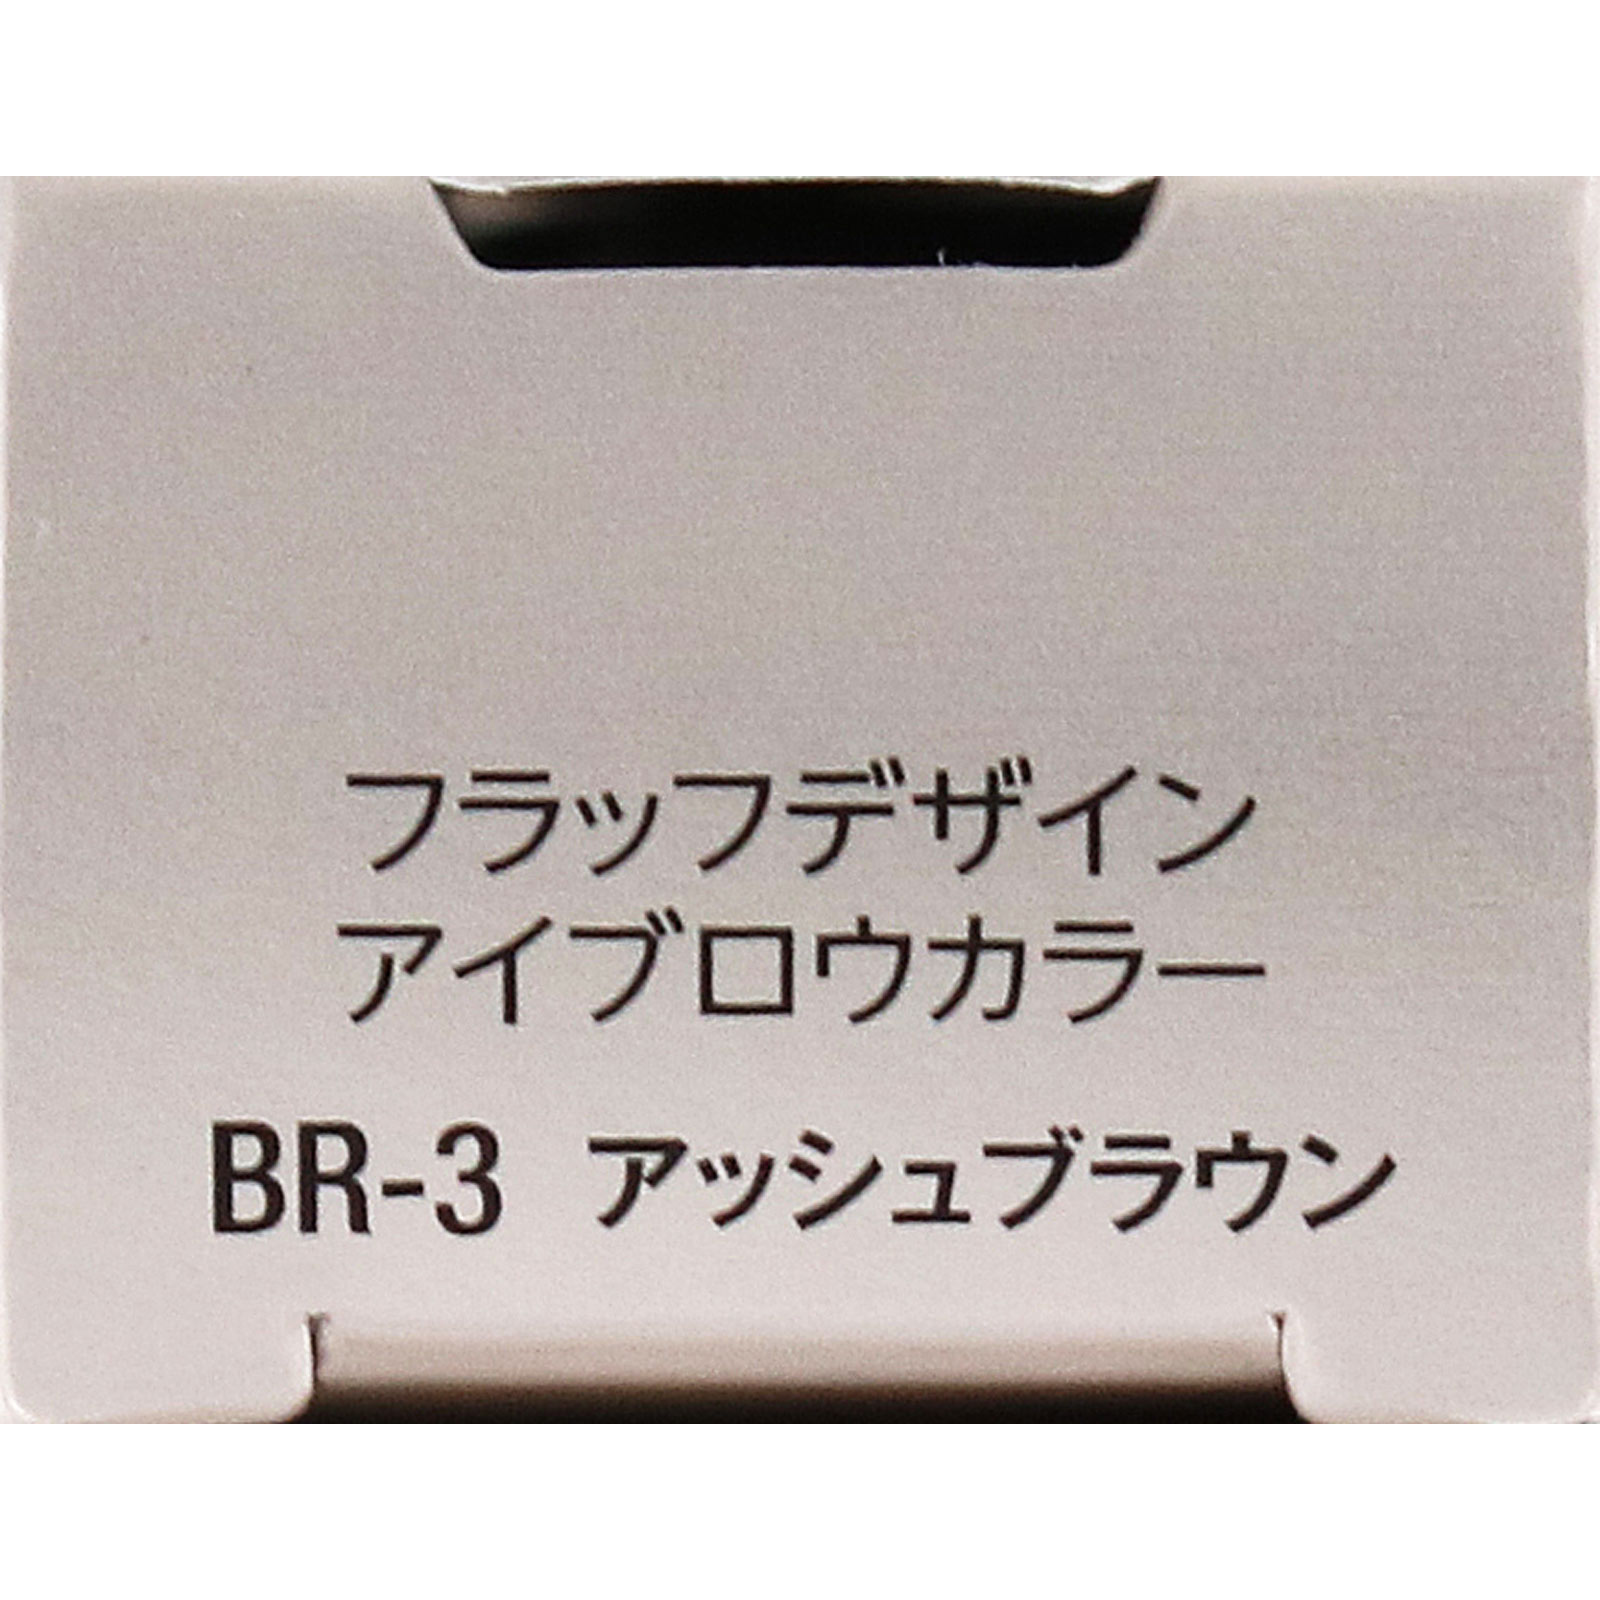 フラッフデザイン
アイブロウカラー
BR-3 アッシュブラウン